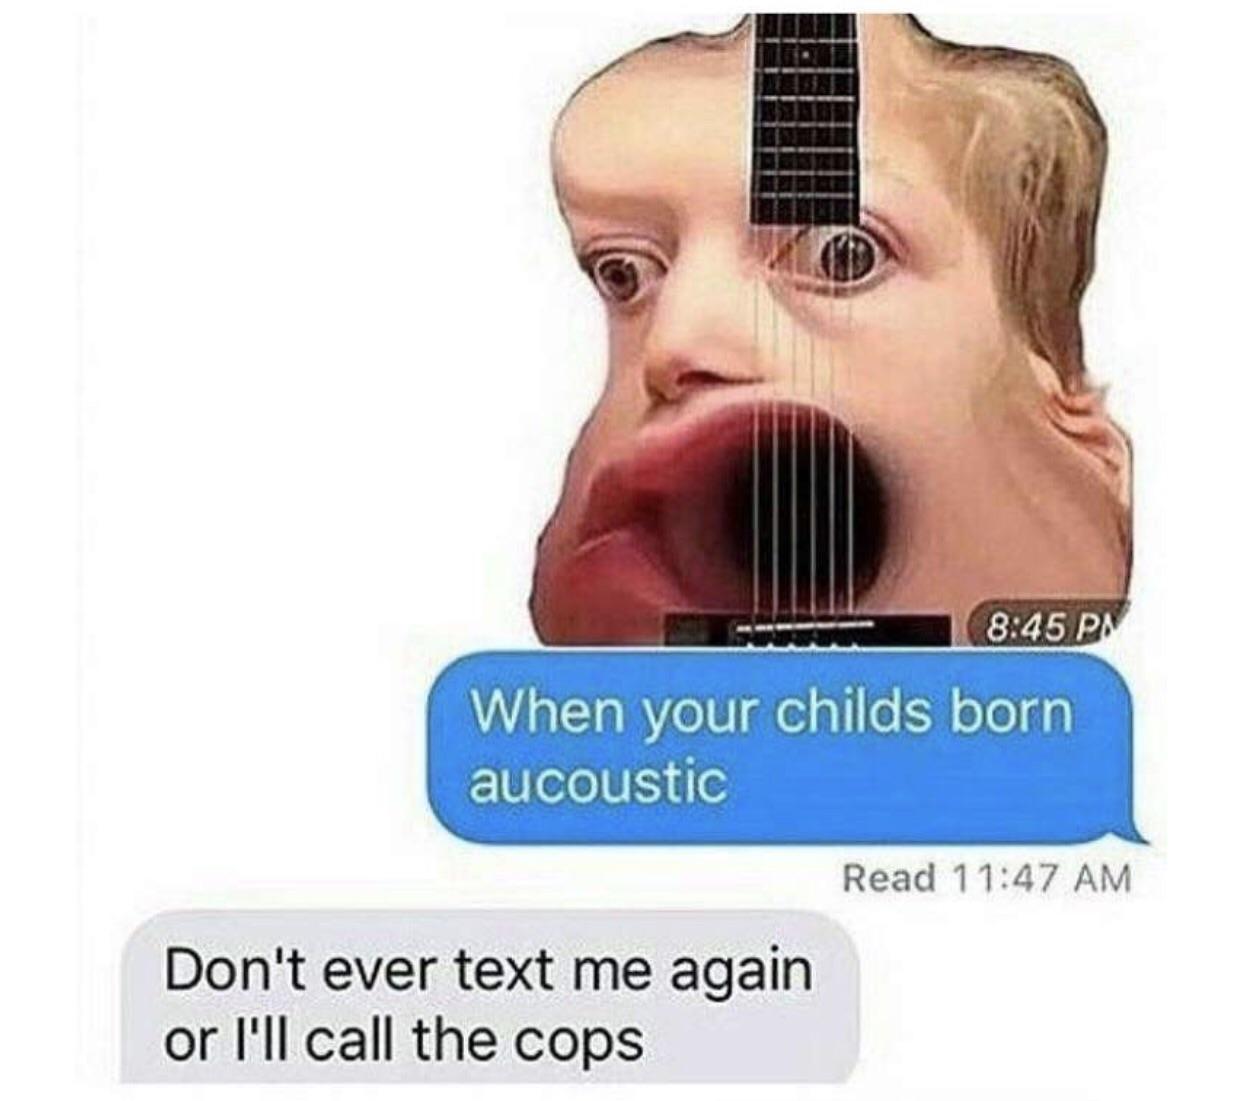 8:45 PM
When your childs born
aucoustic
Read 11:47 AM
Don't ever text me again
or I'll call the cops